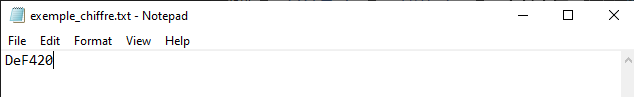 exemple_chiffre.txt - Notepad
File Edit Format View Help
DeF420